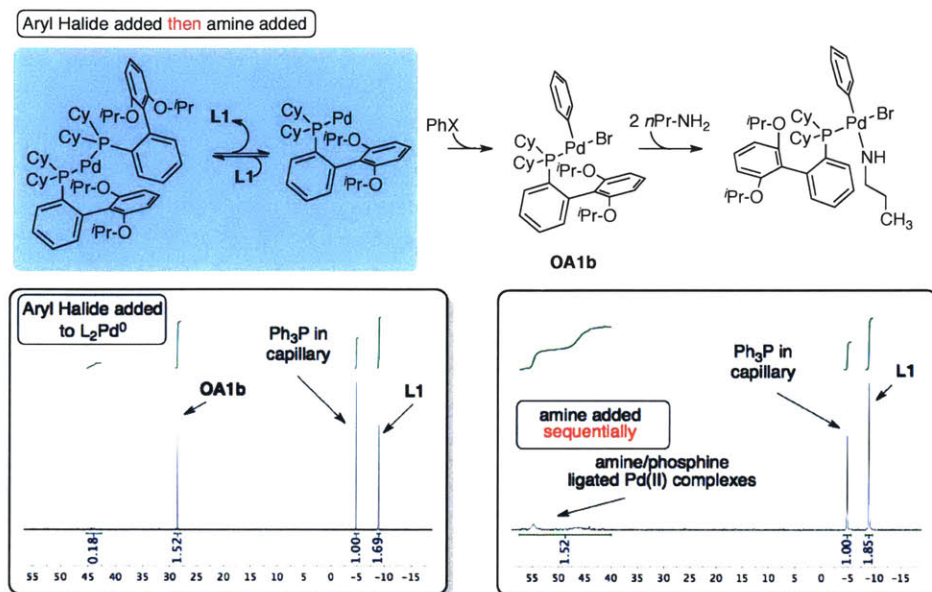 Aryl Halide added then amine added
ⁱPr-O
O-ⁱPr
Cy
Cy P
Pd
P
Cy P ⁱPr-O
Cy
ⁱPr-O
L1
L1
Pd
Cy
Cy P ⁱPr-O
ⁱPr-O
PhX
Pd Br
Cy
Cy P ⁱPr-O
ⁱPr-O
OA1b
2 nPr-NH₂
Pd Br
ⁱPr-O Cy
Cy P
NH
ⁱPr-O
CH₃
Aryl Halide added
to L₂Pd⁰
OA1b
Ph₃P in
capillary
L1
0.18
1.52
1.00
1.69
55 50 45 40 35 30 25 20 15 10 5 0 -5 -10 -15
amine added
sequentially
amine/phosphine
ligated Pd(II) complexes
Ph₃P in
capillary
L1
1.52
1.00
1.85
55 50 45 40 35 30 25 20 15 10 5 0 -5 -10 -15